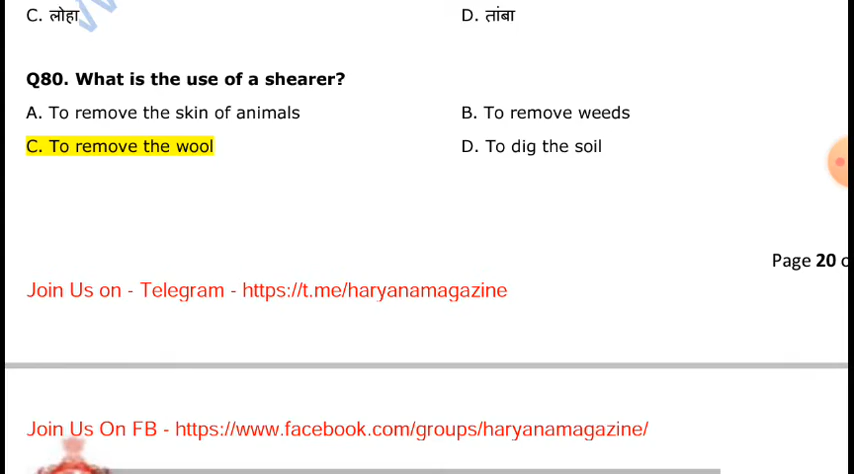 C. लोहा D. तांबा
Q80. What is the use of a shearer?
A. To remove the skin of animals B. To remove weeds
C. To remove the wool D. To dig the soil
Page 20
Join Us on - Telegram - https://t.me/haryanamagazine
Join Us On FB - https://www.facebook.com/groups/haryanamagazine/